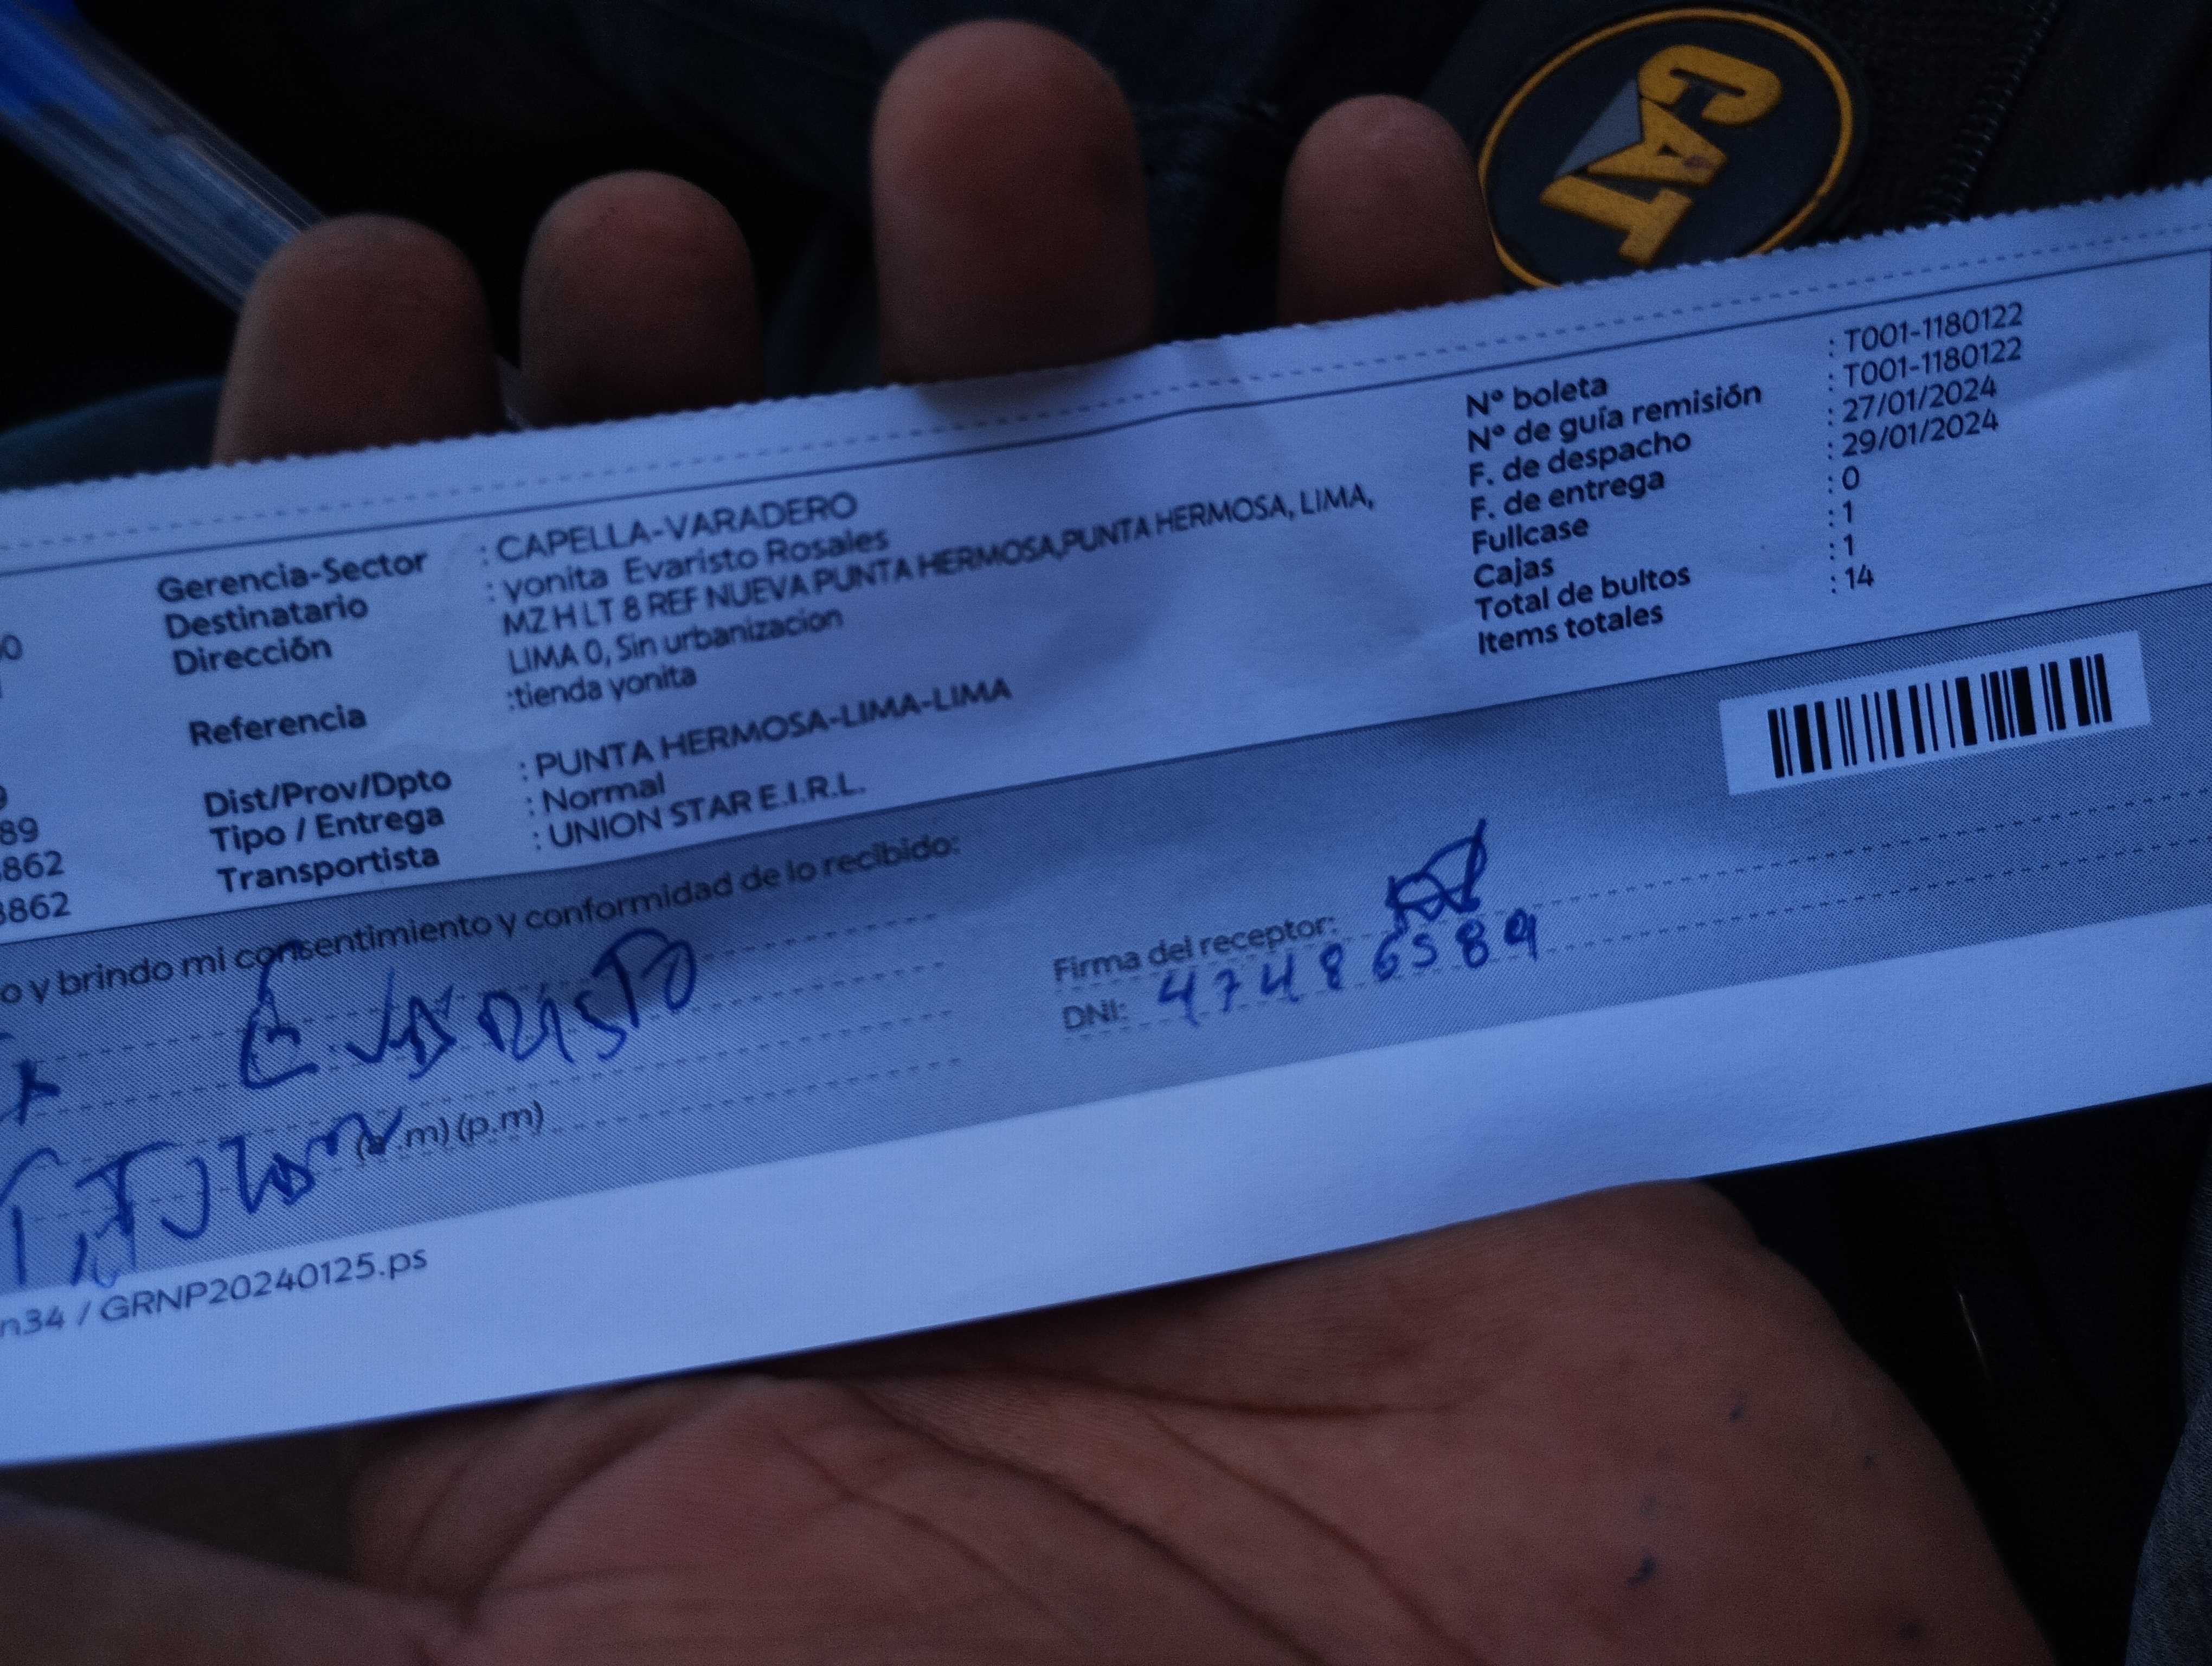 CAT
Gerencia-Sector : CAPELLA-VARADERO
Destinatario : yonita Evaristo Rosales
Dirección MZ H LT 8 REF NUEVA PUNTA HERMOSA,PUNTA HERMOSA, LIMA,
LIMA 0, Sin urbanizacion
Referencia :tienda yonita
Dist/Prov/Dpto : PUNTA HERMOSA-LIMA-LIMA
Tipo / Entrega : Normal
Transportista : UNION STAR E.I.R.L.
Nº boleta : T001-1180122
Nº de guía remisión : T001-1180122
F. de despacho : 27/01/2024
F. de entrega : 29/01/2024
Fullcase : 0
Cajas : 1
Total de bultos : 1
Items totales : 14
89
862
3862
o y brindo mi consentimiento y conformidad de lo recibido:
EVARISTO
(a.m) (p.m)
Firma del receptor:
DNI: 47486589
n34 / GRNP20240125.ps